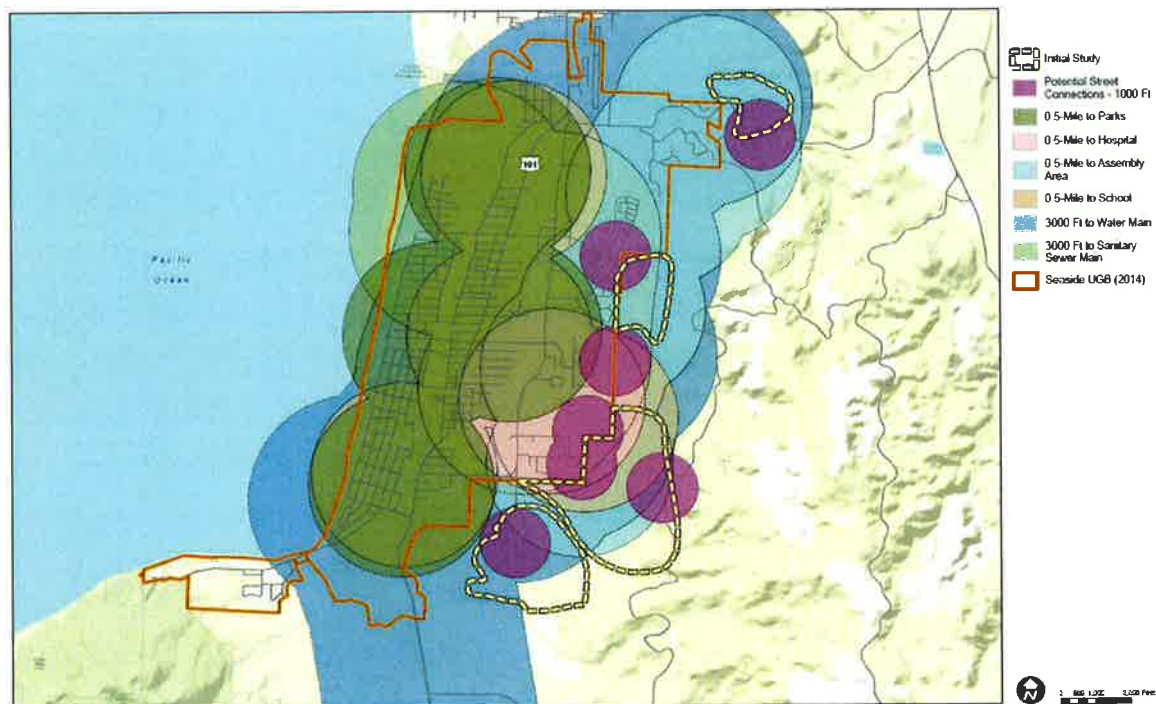 101
Pacific
Ocean
Initial Study
Potential Street
Connections - 1000 Ft
0 5-Mile to Parks
0 5-Mile to Hospital
0 5-Mile to Assembly
Area
0 5-Mile to School
3000 Ft to Water Main
3000 Ft to Sanitary
Sewer Main
Seaside UGB (2014)
N
Feet